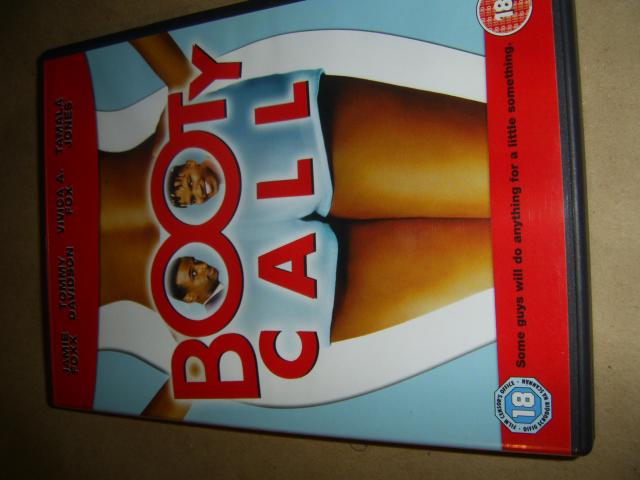 JAMIE FOXX
TOMMY DAVIDSON
VIVICA A. FOX
TAMALA JONES
BOOTY
CALL
Some guys will do anything for a little something.
18
18